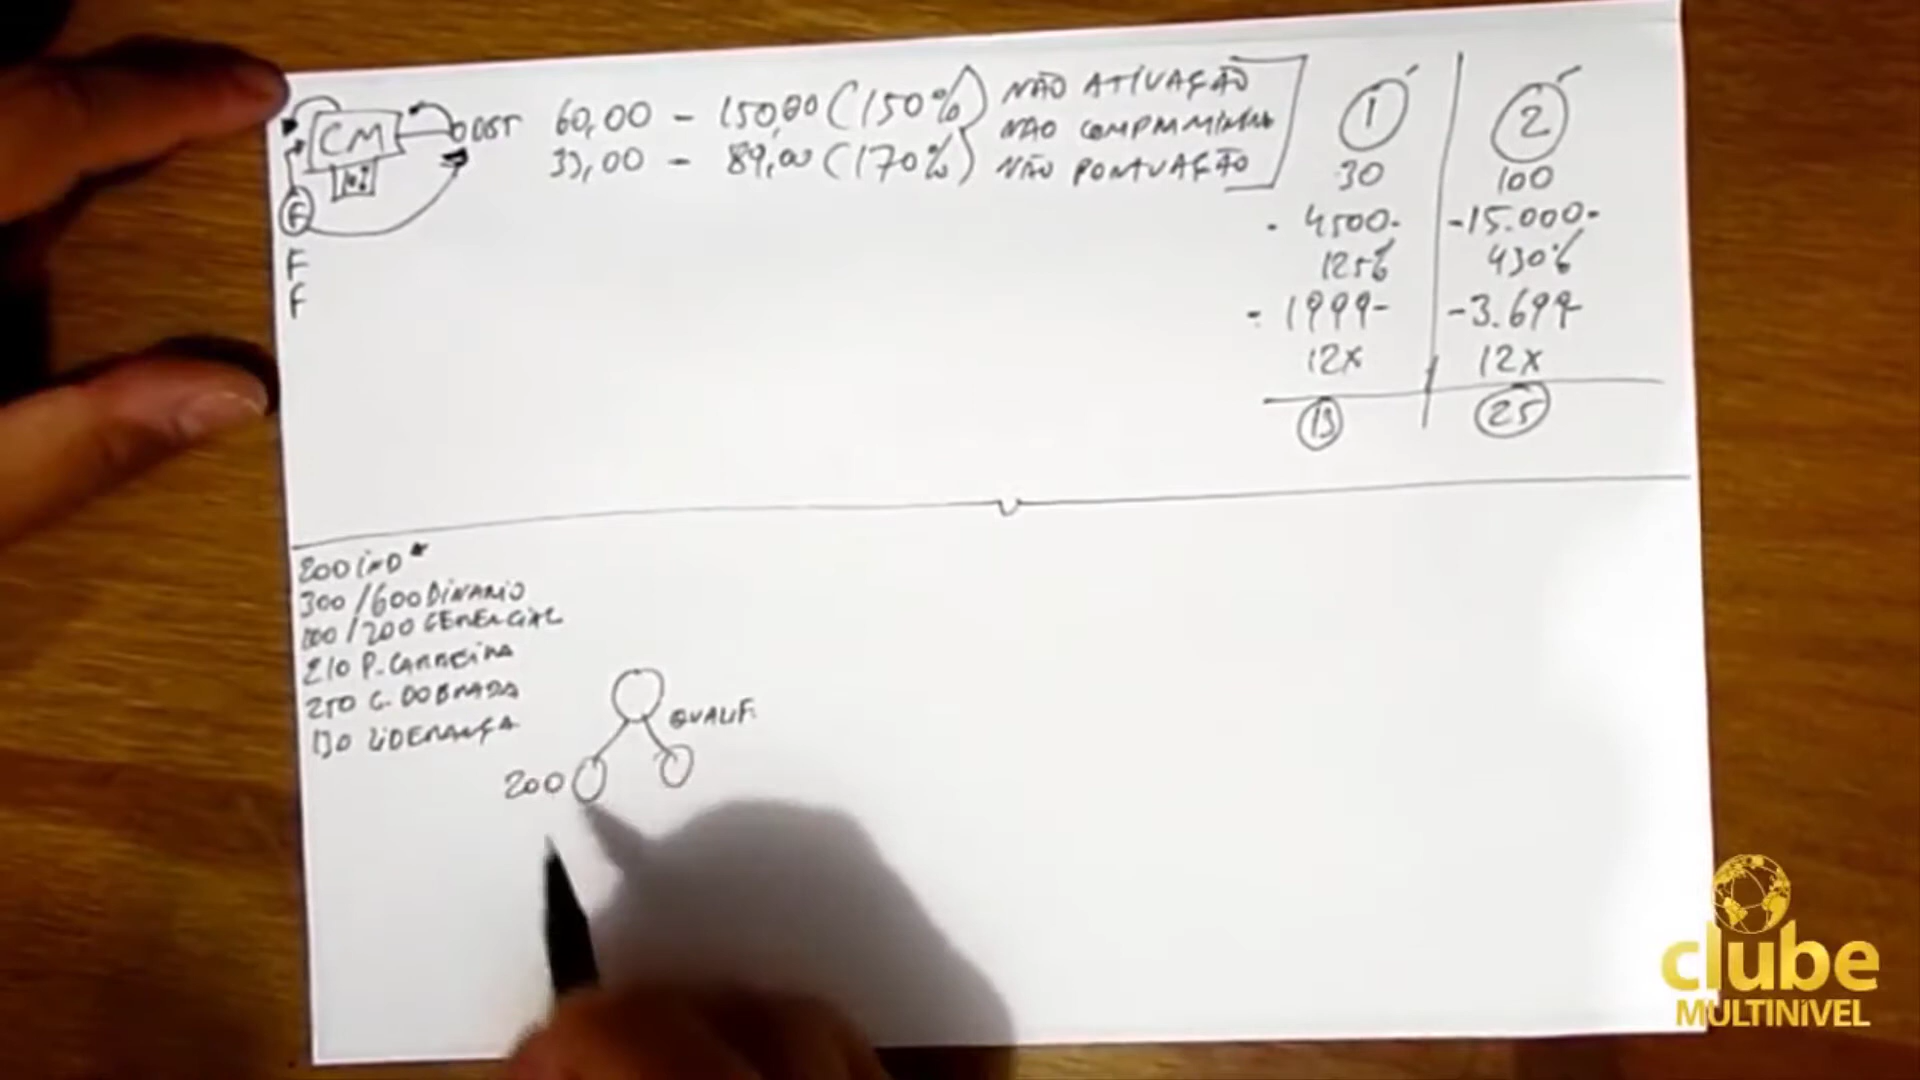 CM
DIST 60,00 - 150,00 (150%) NÃO ATIVAÇÃO
33,00 - 89,00 (170%) NÃO COMPRA MINIMA
NÃO PONTUAÇÃO
F
F
F
1
30
- 4500-
125%
- 1999-
12x
13
2
100
-15.000-
430%
-3.699-
12x
25
200 IND*
300/600 BINARIO
100/200 GERENCIAL
210 P. CARREIRA
250 G. DOBRADA
130 LIDERANÇA
QUALIF.
200
clube
MULTINíVEL